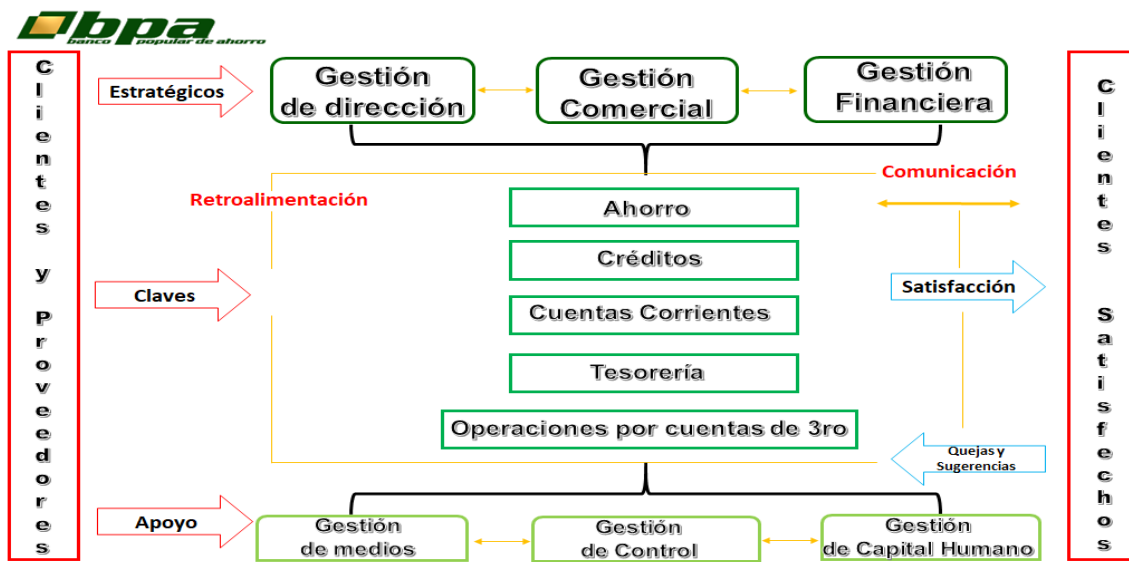 bpa
banco popular de ahorro
Clientes y Proveedores
Estratégicos
Gestión
de dirección
Gestión
Comercial
Gestión
Financiera
Clientes Satisfechos
Retroalimentación
Comunicación
Ahorro
Créditos
Claves
Cuentas Corrientes
Satisfacción
Tesorería
Operaciones por cuentas de 3ro
Quejas y
Sugerencias
Apoyo
Gestión
de medios
Gestión
de Control
Gestión
de Capital Humano